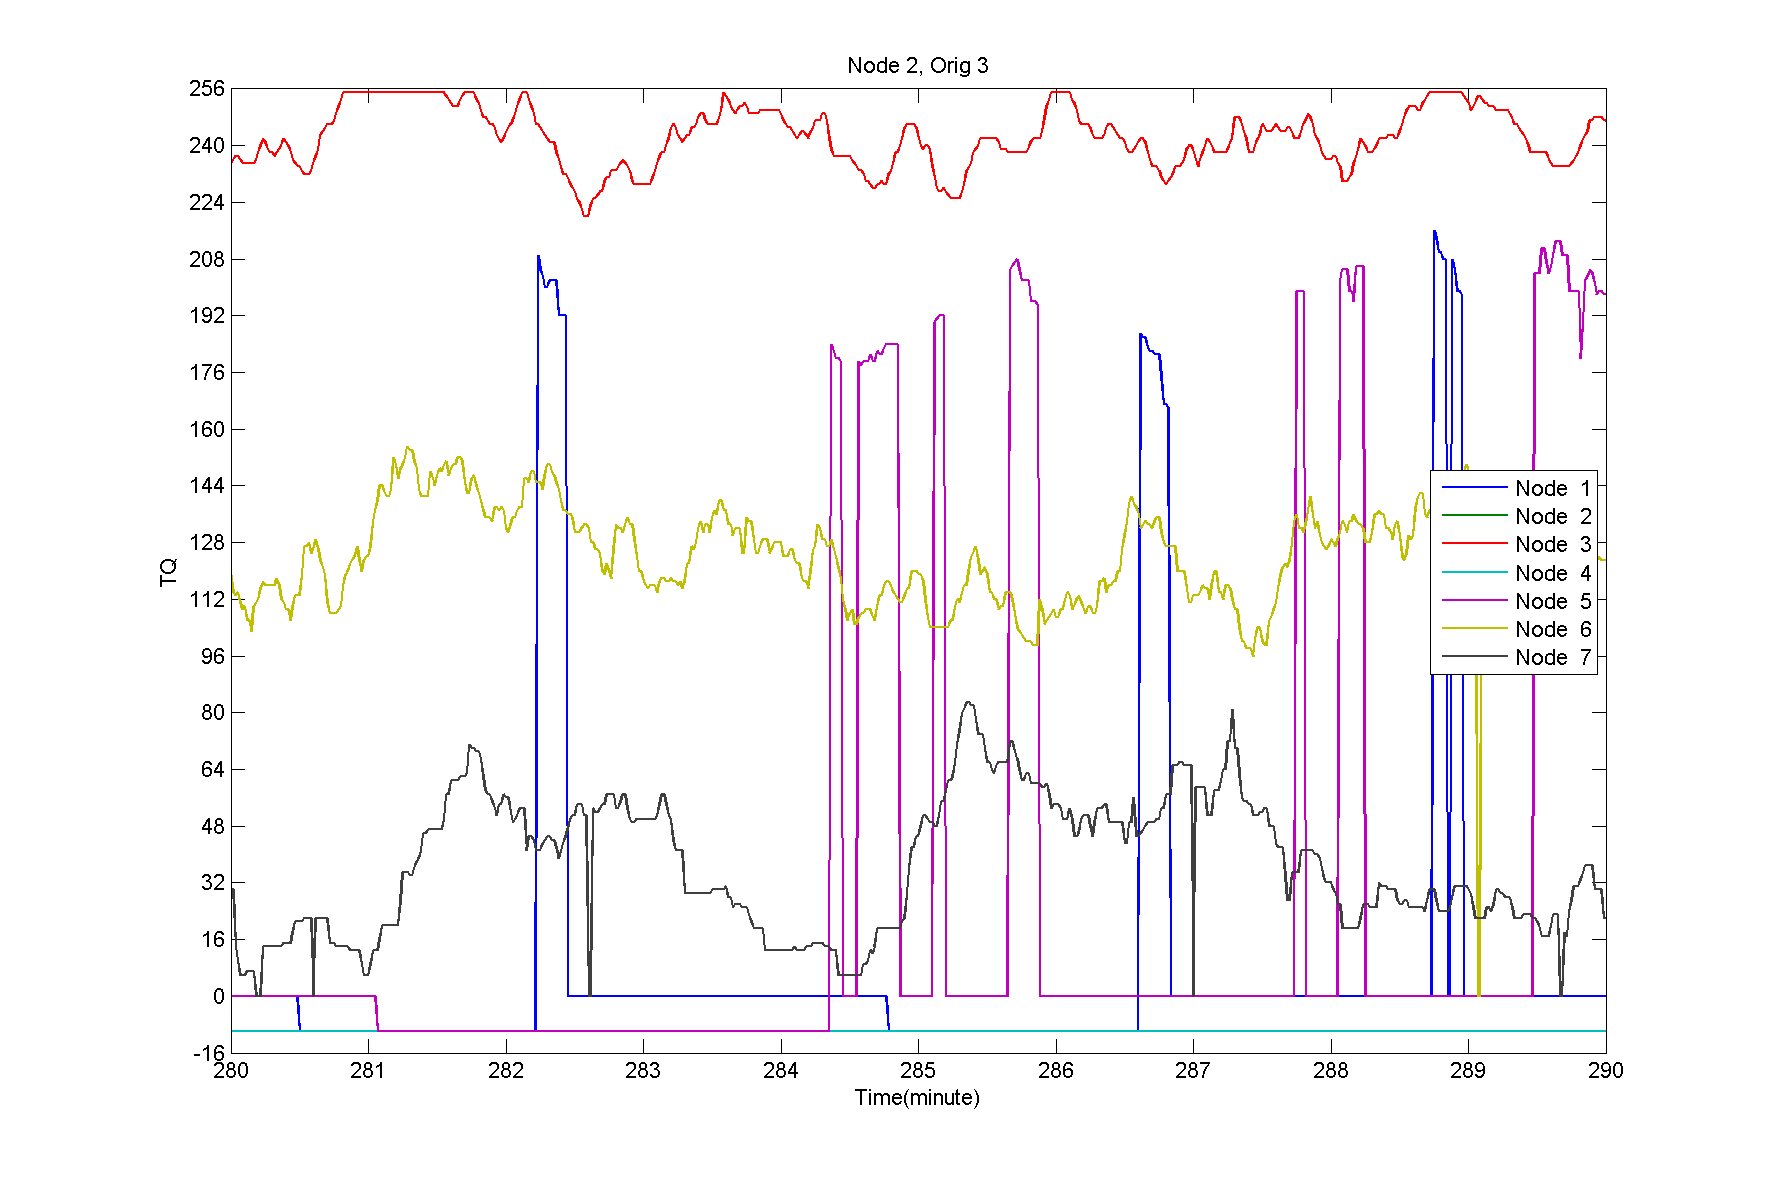 Node 2, Orig 3
256
240
224
208
192
176
160
144
128
112
96
80
64
48
32
16
0
-16
TQ
Node 1
Node 2
Node 3
Node 4
Node 5
Node 6
Node 7
280 281 282 283 284 285 286 287 288 289 290
Time(minute)